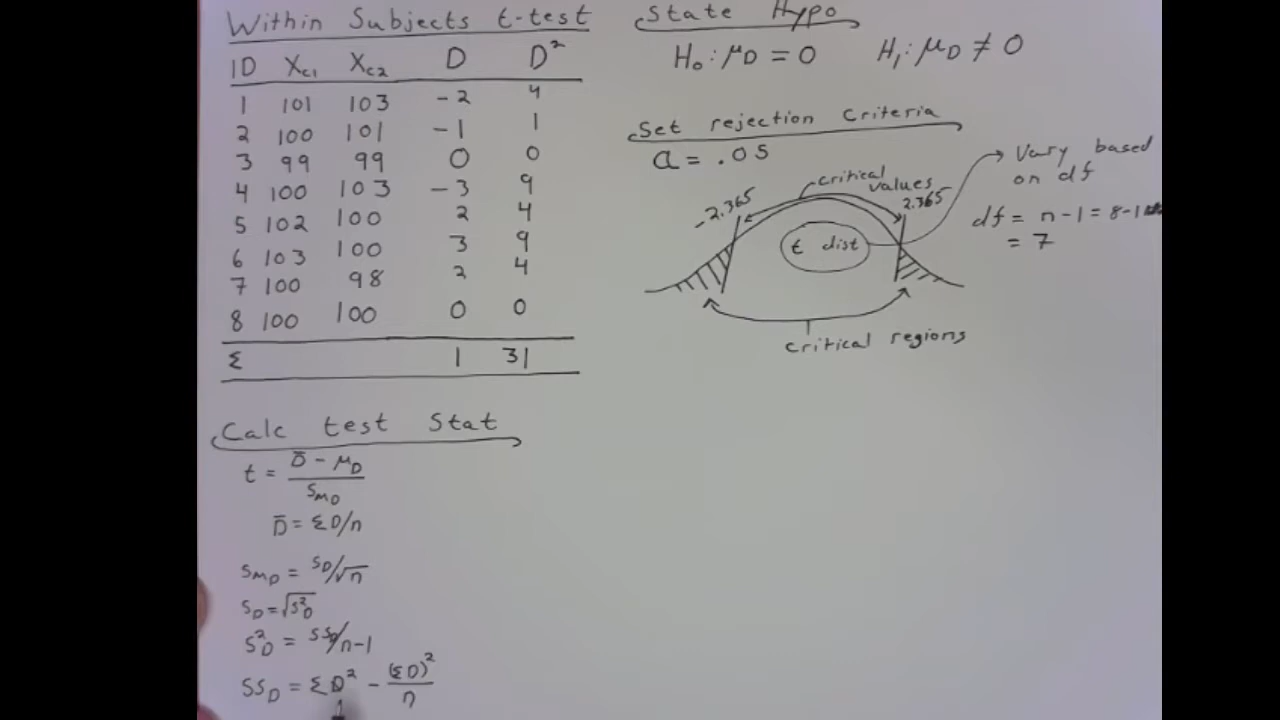 Within Subjects t-test
ID Xc1 Xc2 D D²
1 101 103 -2 4
2 100 101 -1 1
3 99 99 0 0
4 100 103 -3 9
5 102 100 2 4
6 103 100 3 9
7 100 98 2 4
8 100 100 0 0
Σ 1 31
Calc test Stat
t = D̄ - μD / SMD
D̄ = ΣD/n
SMD = SD/√n
SD = √S²D
S²D = SSD/n-1
SSD = ΣD² - (ΣD)²/n
State Hypo
H₀: μD = 0 H₁: μD ≠ 0
Set rejection Criteria
α = .05
critical
values
-2.365 2.365
t dist
critical regions
Vary based
on df
df = n-1 = 8-1
= 7